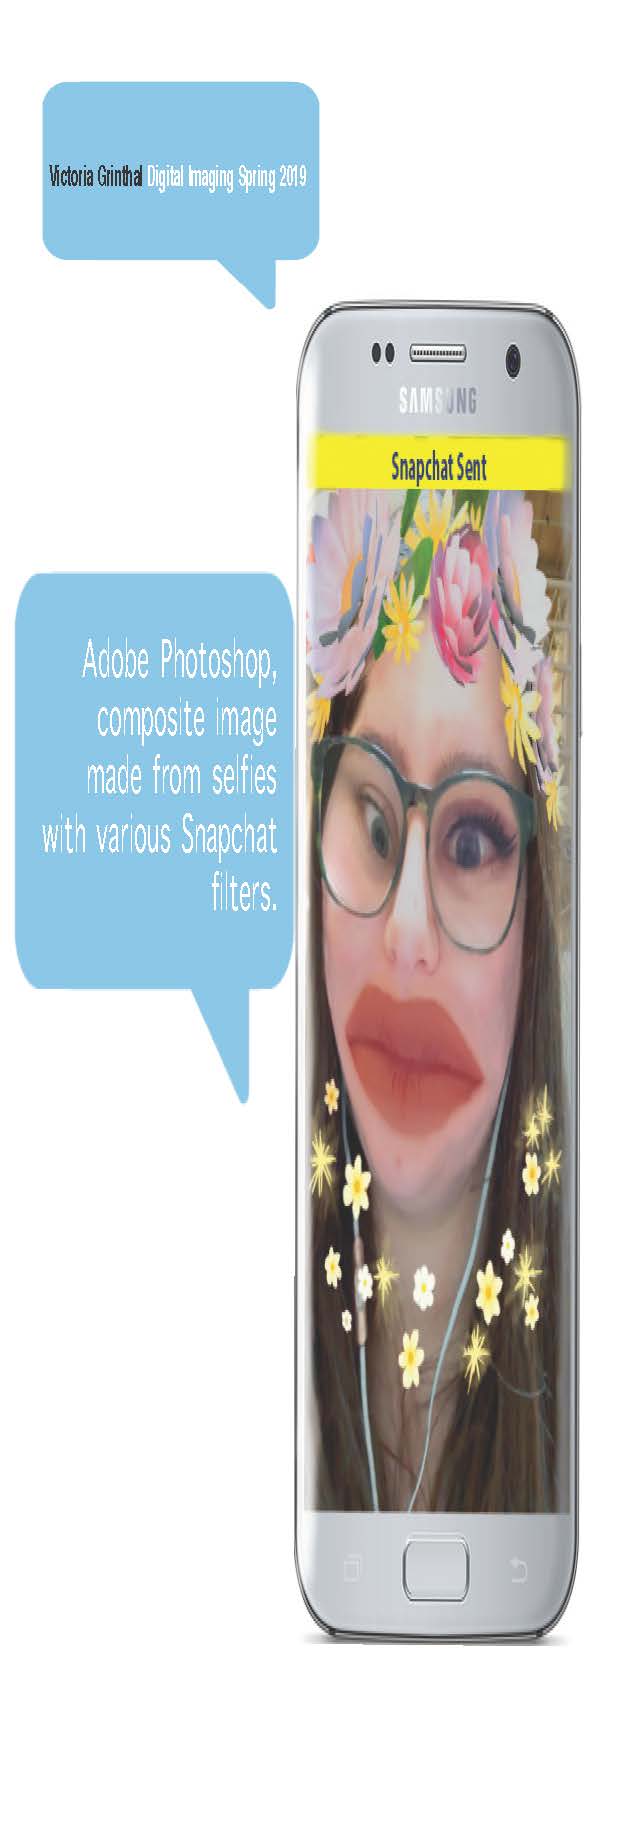 Victoria Grinthal Digital Imaging Spring 2019
SAMSUNG
Snapchat Sent
Adobe Photoshop,
composite image
made from selfies
with various Snapchat
filters.